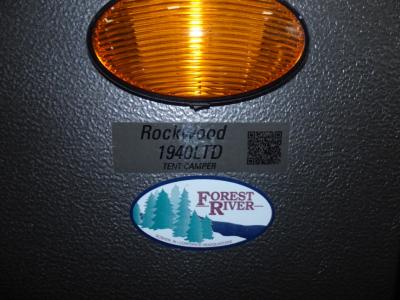 Rockwood
1940LTD
TENT CAMPER
FOREST
RIVER